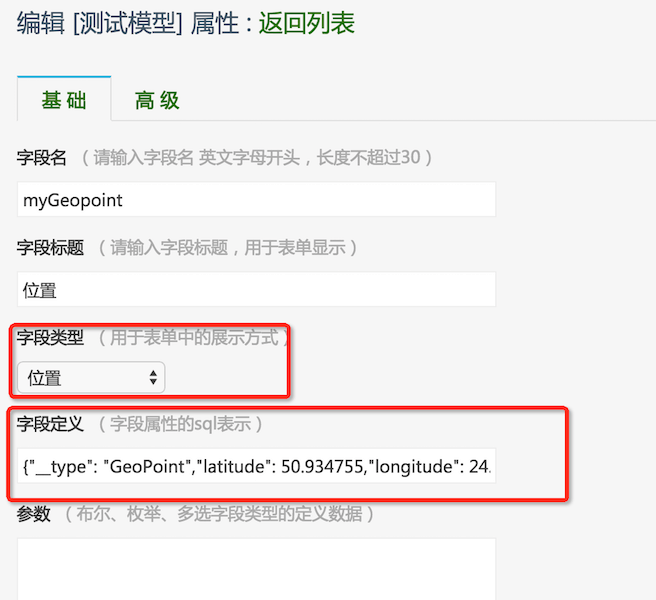 编辑 [测试模型] 属性 : 返回列表
基 础 高 级
字段名 （ 请输入字段名 英文字母开头，长度不超过30 ）
myGeopoint
字段标题 （ 请输入字段标题，用于表单显示 ）
位置
字段类型 （ 用于表单中的展示方式 ）
位置
字段定义 （ 字段属性的sql表示 ）
{"__type": "GeoPoint","latitude": 50.934755,"longitude": 24.
参数 （ 布尔、枚举、多选字段类型的定义数据 ）